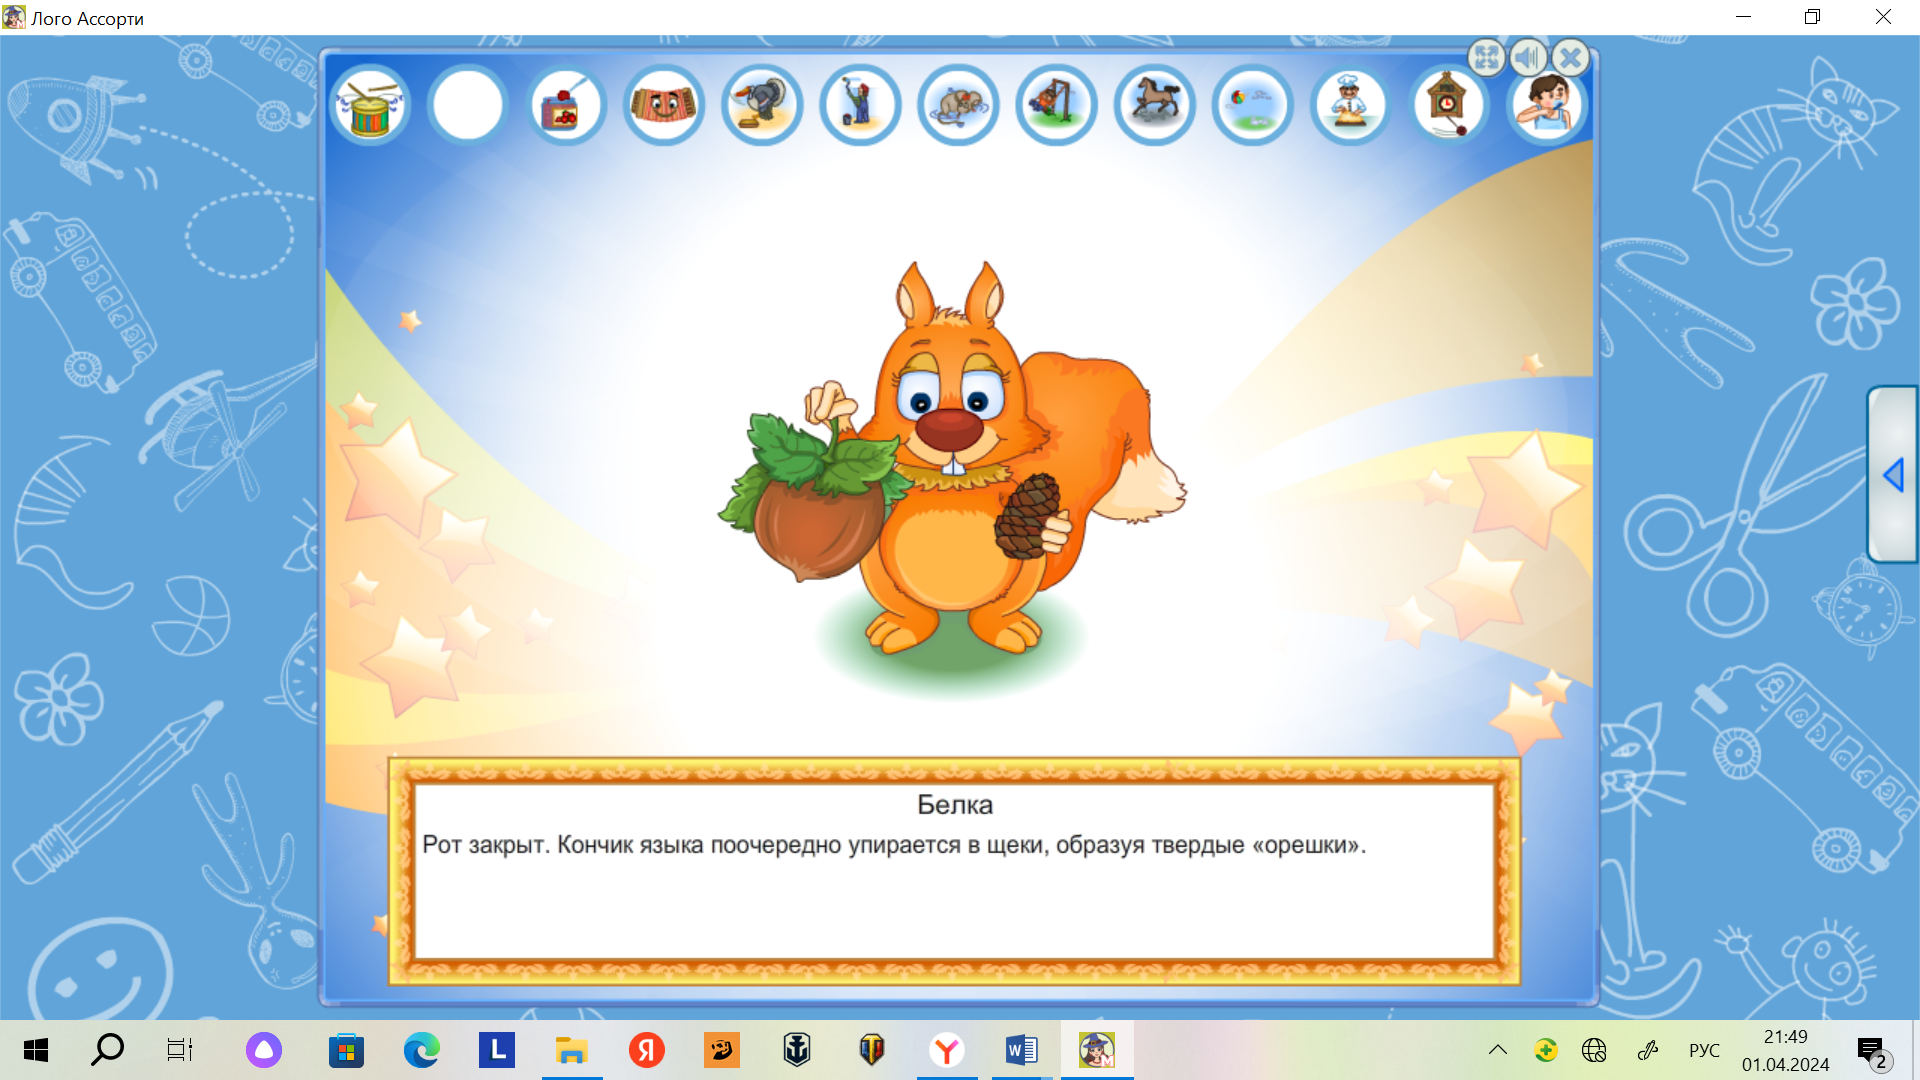 Лого Ассорти
Белка
Рот закрыт. Кончик языка поочередно упирается в щеки, образуя твердые «орешки».
L
Я
Y
W
РУС
21:49
01.04.2024
2